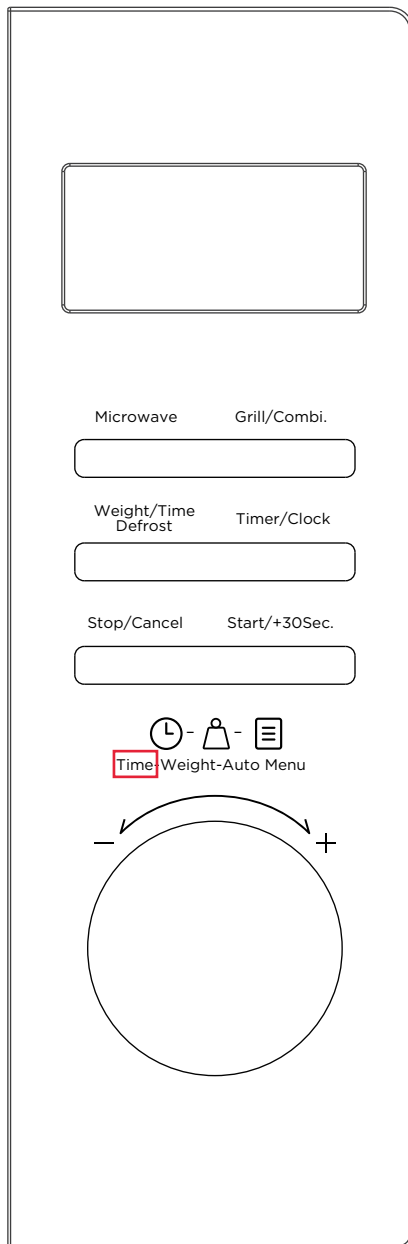 Microwave Grill/Combi.
Weight/Time
Defrost Timer/Clock
Stop/Cancel Start/+30Sec.
Time-Weight-Auto Menu